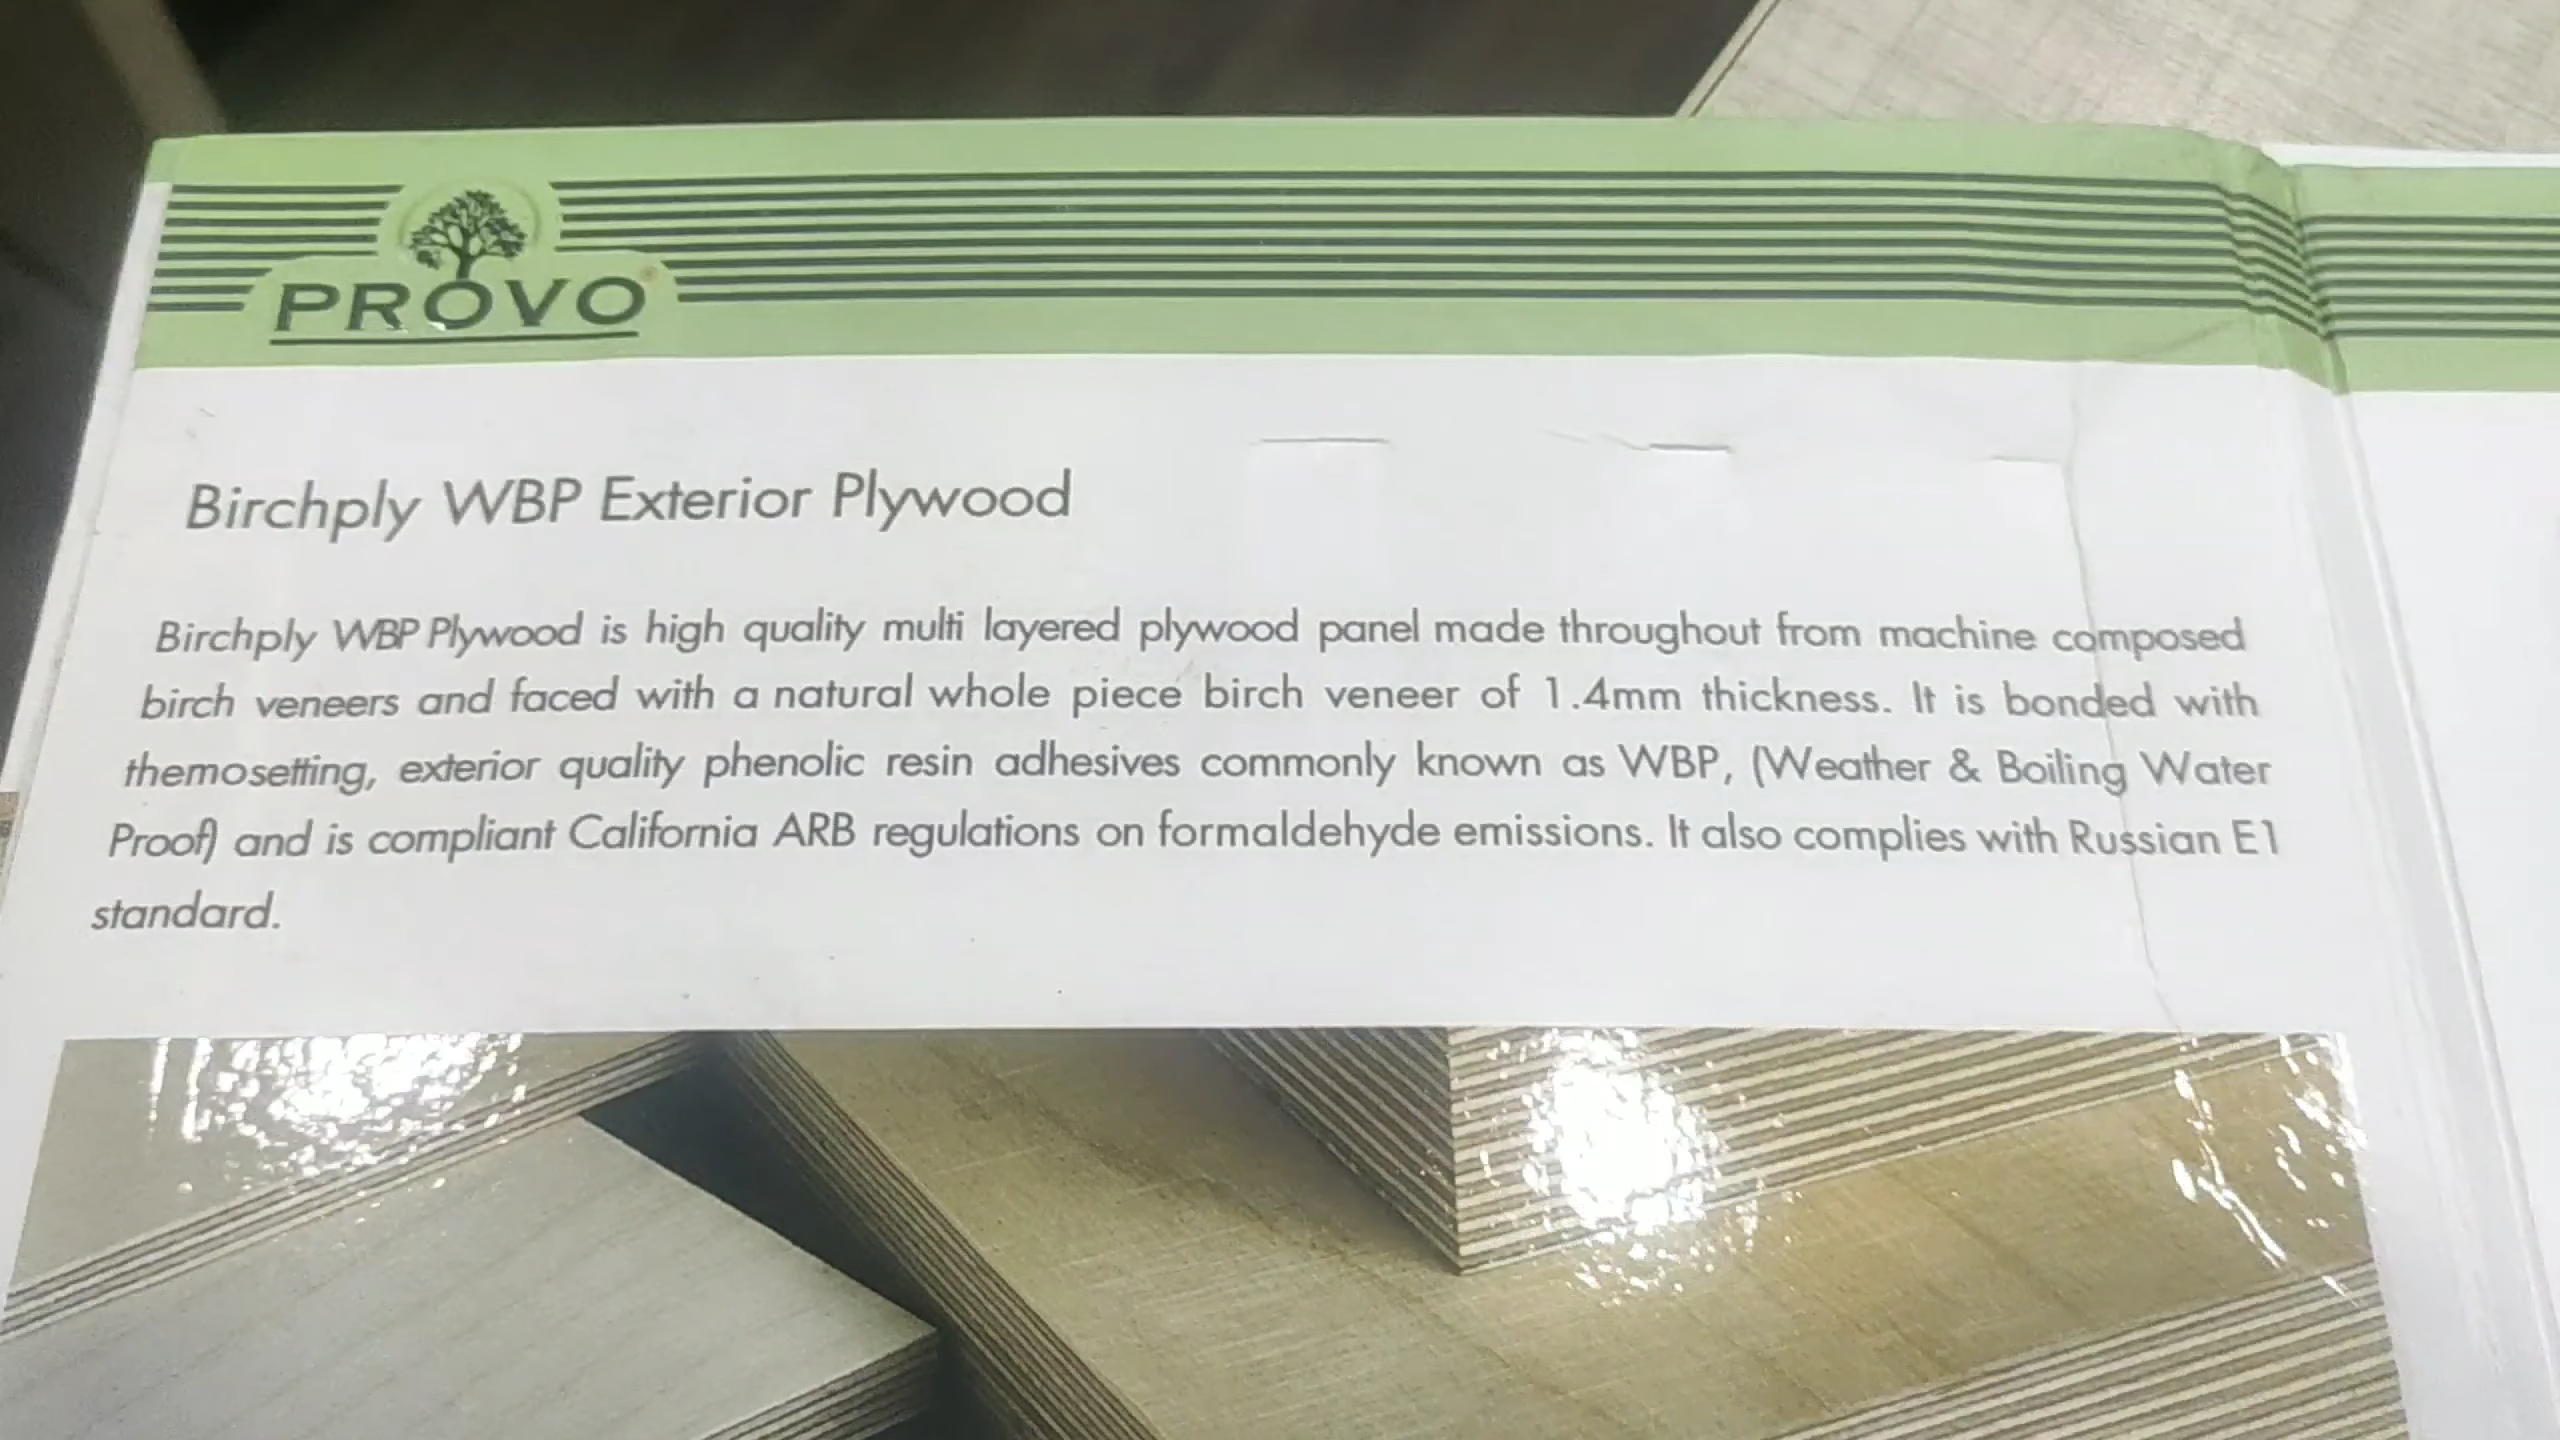 PROVO
Birchply WBP Exterior Plywood
Birchply WBP Plywood is high quality multi layered plywood panel made throughout from machine composed
birch veneers and faced with a natural whole piece birch veneer of 1.4mm thickness. It is bonded with
themosetting, exterior quality phenolic resin adhesives commonly known as WBP, (Weather & Boiling Water
Proof) and is compliant California ARB regulations on formaldehyde emissions. It also complies with Russian E1
standard.